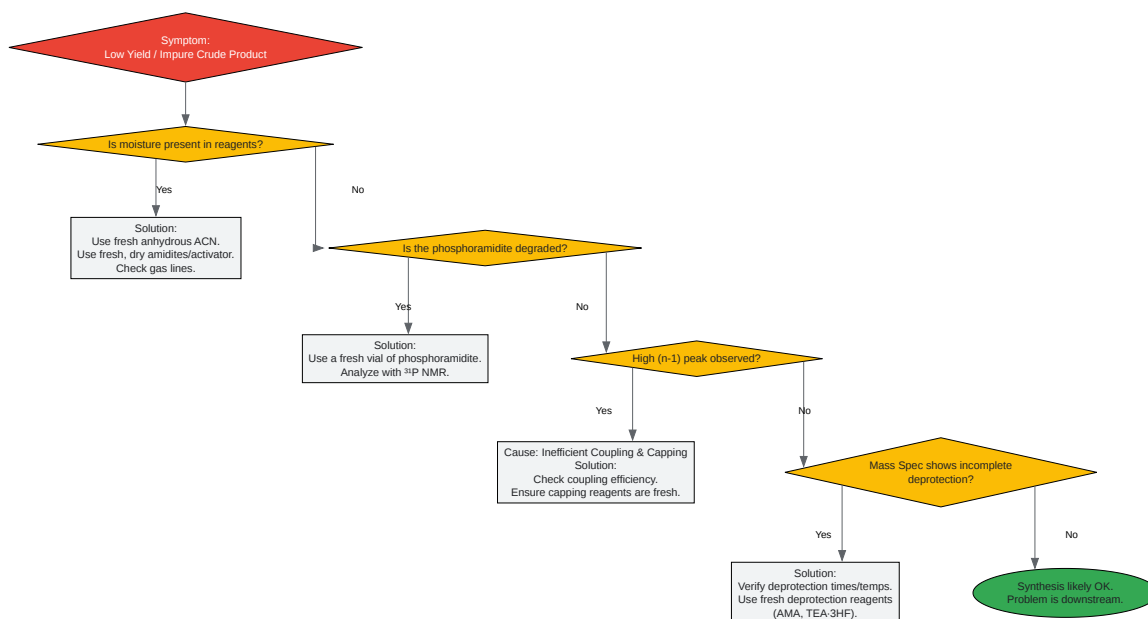 Symptom:
Low Yield / Impure Crude Product
Is moisture present in reagents?
Yes
No
Solution:
Use fresh anhydrous ACN.
Use fresh, dry amidites/activator.
Check gas lines.
Is the phosphoramidite degraded?
Yes
No
Solution:
Use a fresh vial of phosphoramidite.
Analyze with ³¹P NMR.
High (n-1) peak observed?
Yes
No
Cause: Inefficient Coupling & Capping
Solution:
Check coupling efficiency.
Ensure capping reagents are fresh.
Mass Spec shows incomplete
deprotection?
Yes
No
Solution:
Verify deprotection times/temps.
Use fresh deprotection reagents
(AMA, TEA·3HF).
Synthesis likely OK.
Problem is downstream.